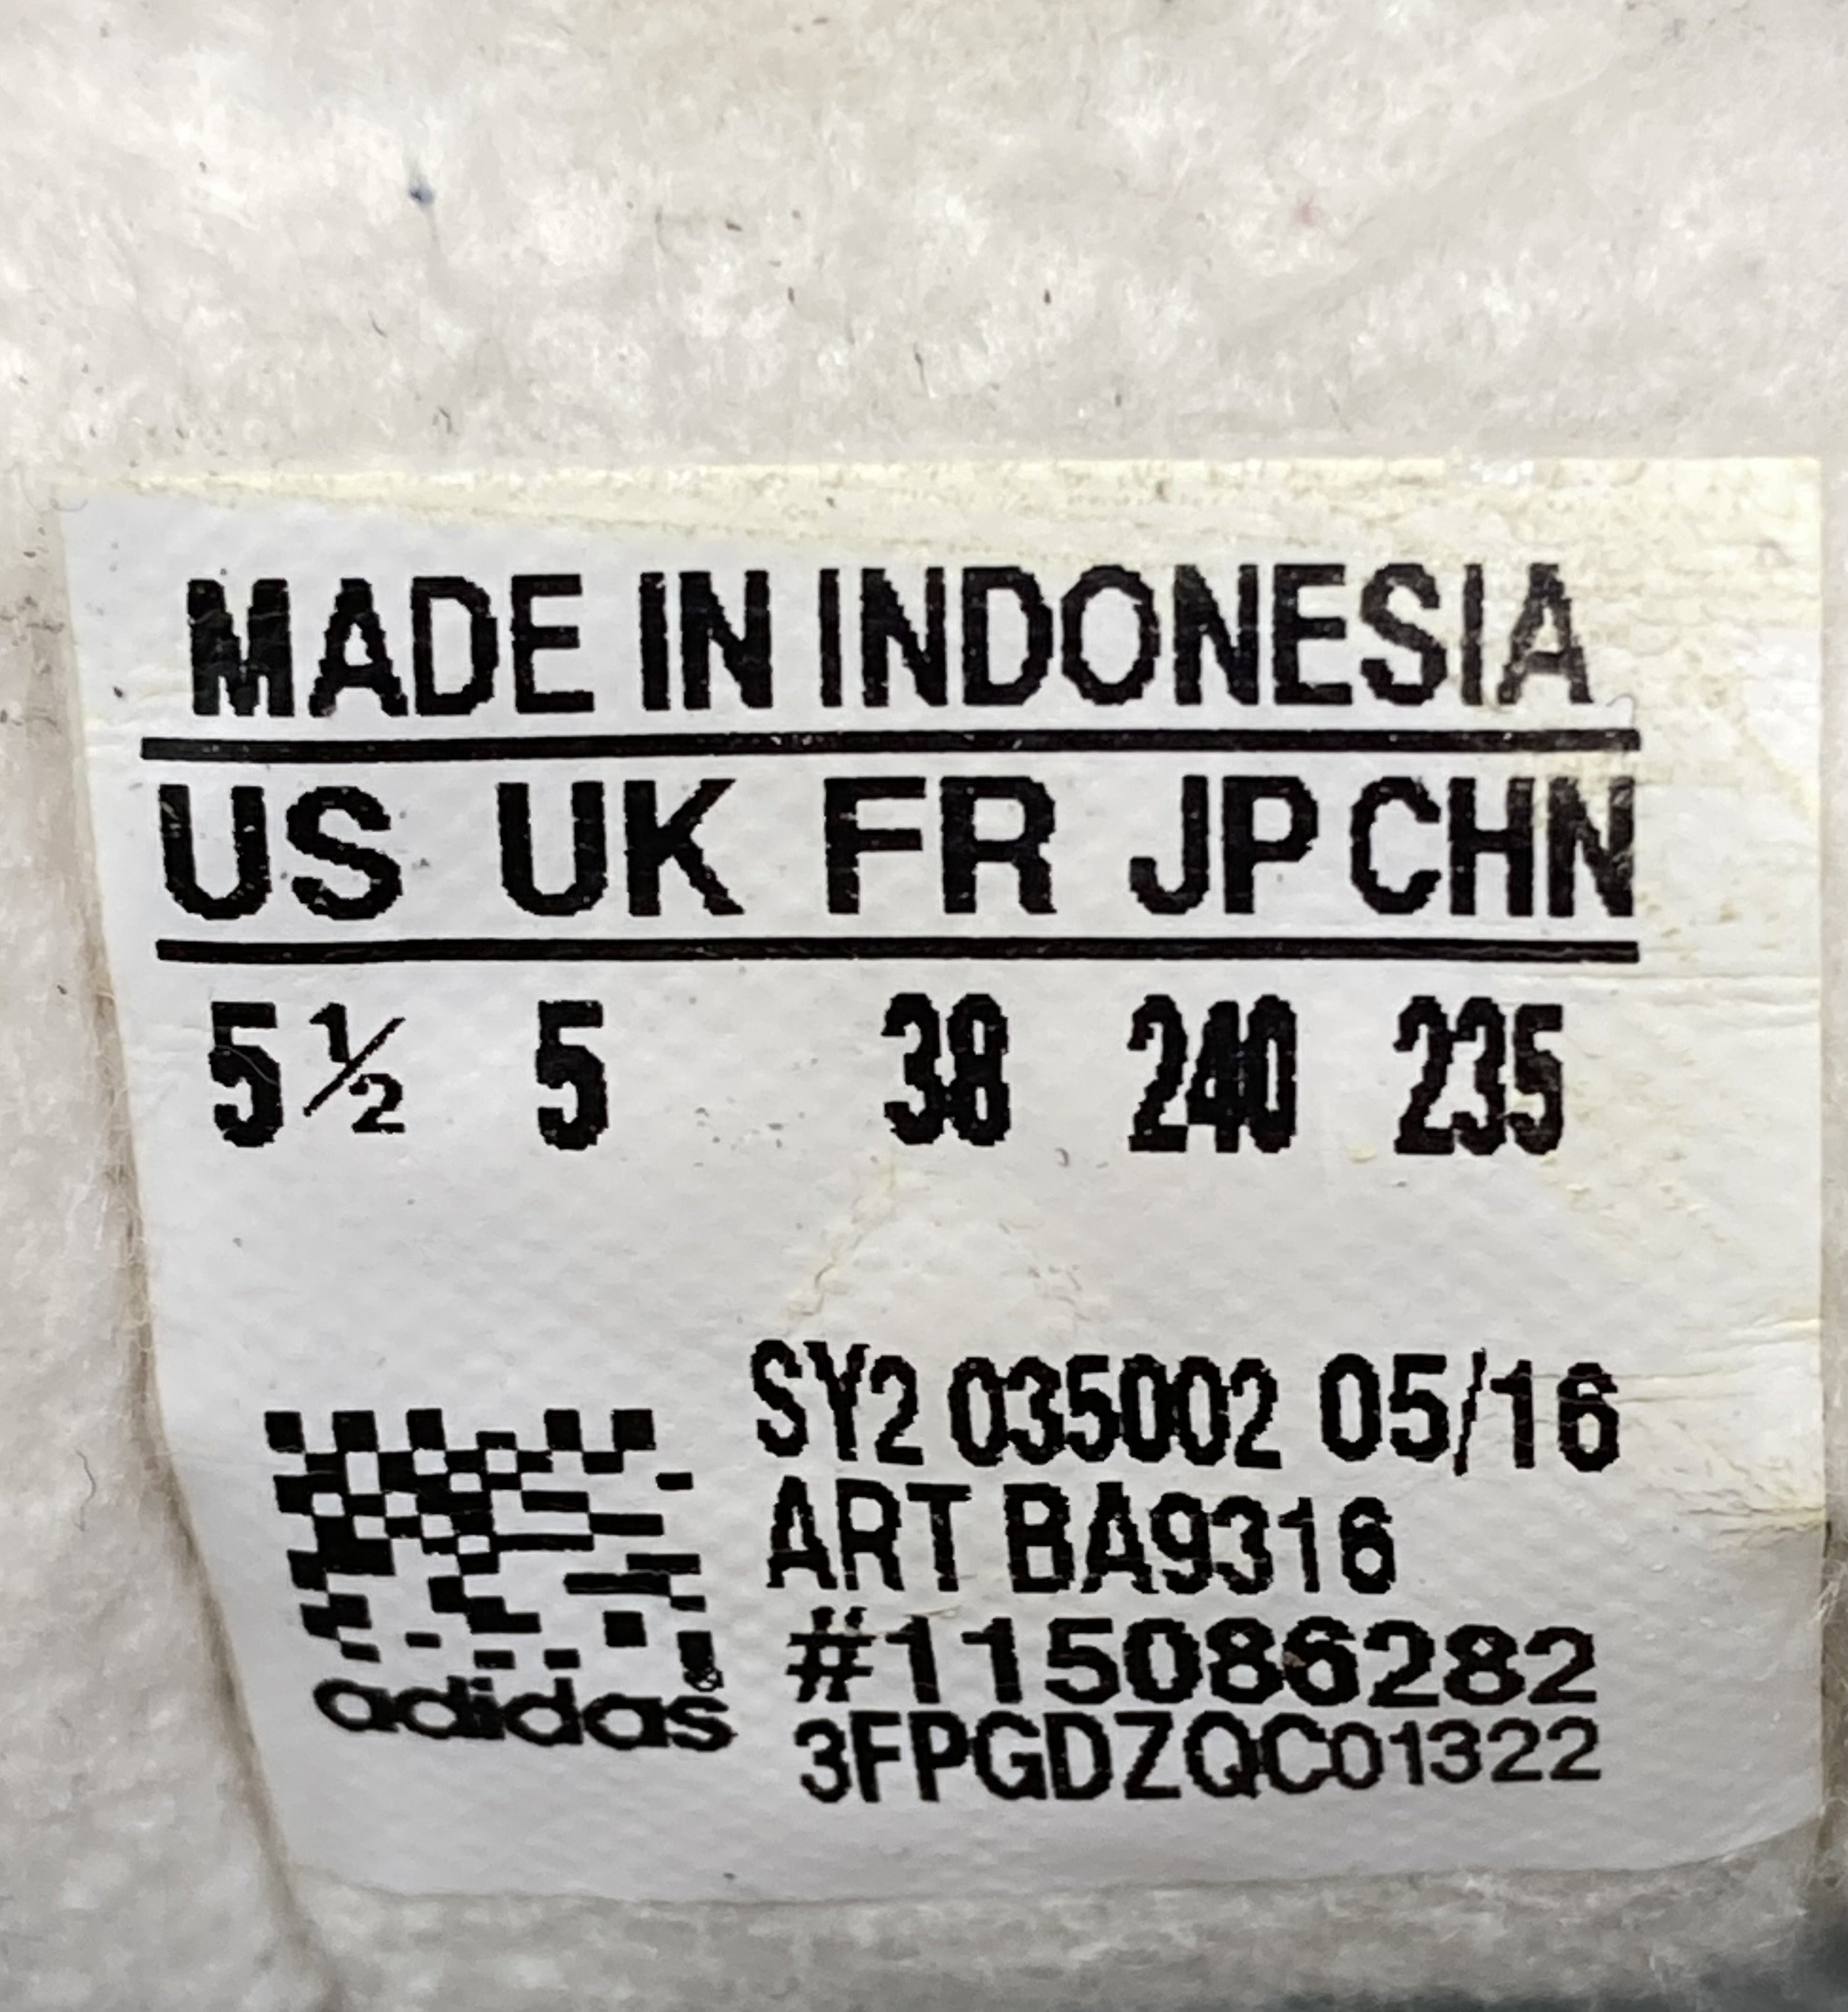 MADE IN INDONESIA
US UK FR JP CHN
5½ 5 38 240 235
SY2 035002 05/16
ART BA9316
#115086282
adidas
3FPGDZQC01322